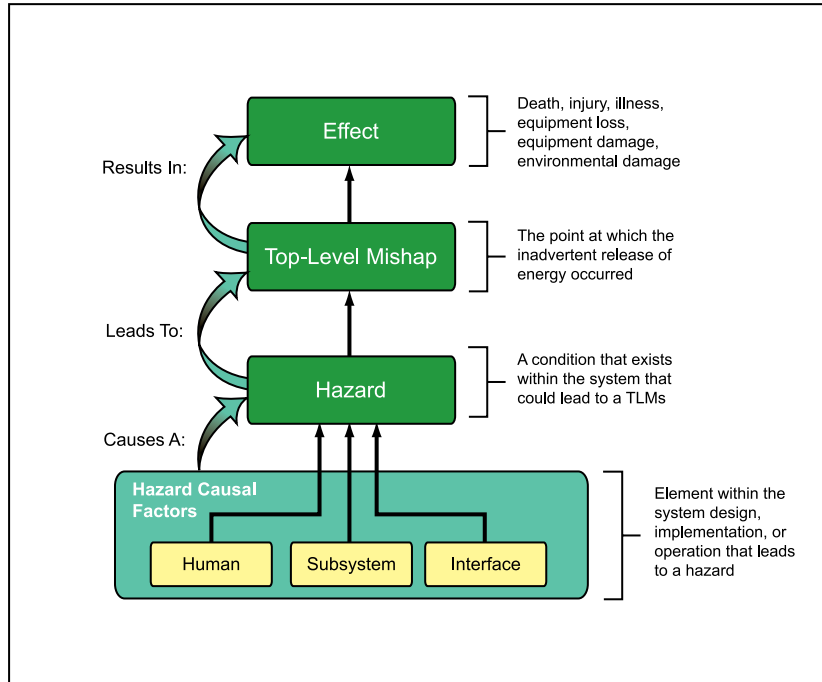 Effect
Death, injury, illness,
equipment loss,
equipment damage,
environmental damage
Results In:
Top-Level Mishap
The point at which the
inadvertent release of
energy occurred
Leads To:
Hazard
A condition that exists
within the system that
could lead to a TLMs
Causes A:
Hazard Causal
Factors
Human
Subsystem
Interface
Element within the
system design,
implementation, or
operation that leads
to a hazard